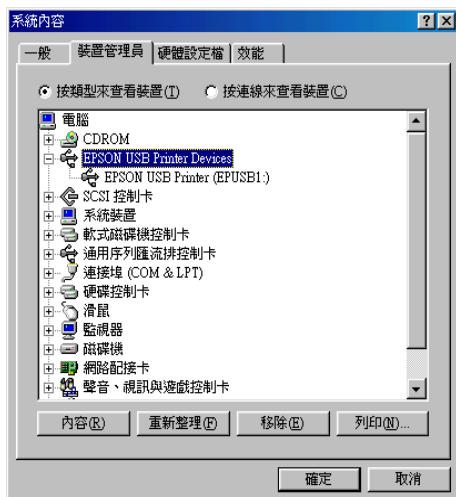 系統內容
一般 裝置管理員 硬體設定檔 效能
按類型來查看裝置(T) 按連線來查看裝置(C)
電腦
CDROM
EPSON USB Printer Devices
EPSON USB Printer (EPUSB1:)
SCSI 控制卡
系統裝置
軟式磁碟機控制卡
通用序列匯流排控制卡
連接埠 (COM & LPT)
硬碟控制卡
滑鼠
監視器
磁碟機
網路配接卡
聲音、視訊與遊戲控制卡
內容(R) 重新整理(F) 移除(E) 列印(N)...
確定 取消